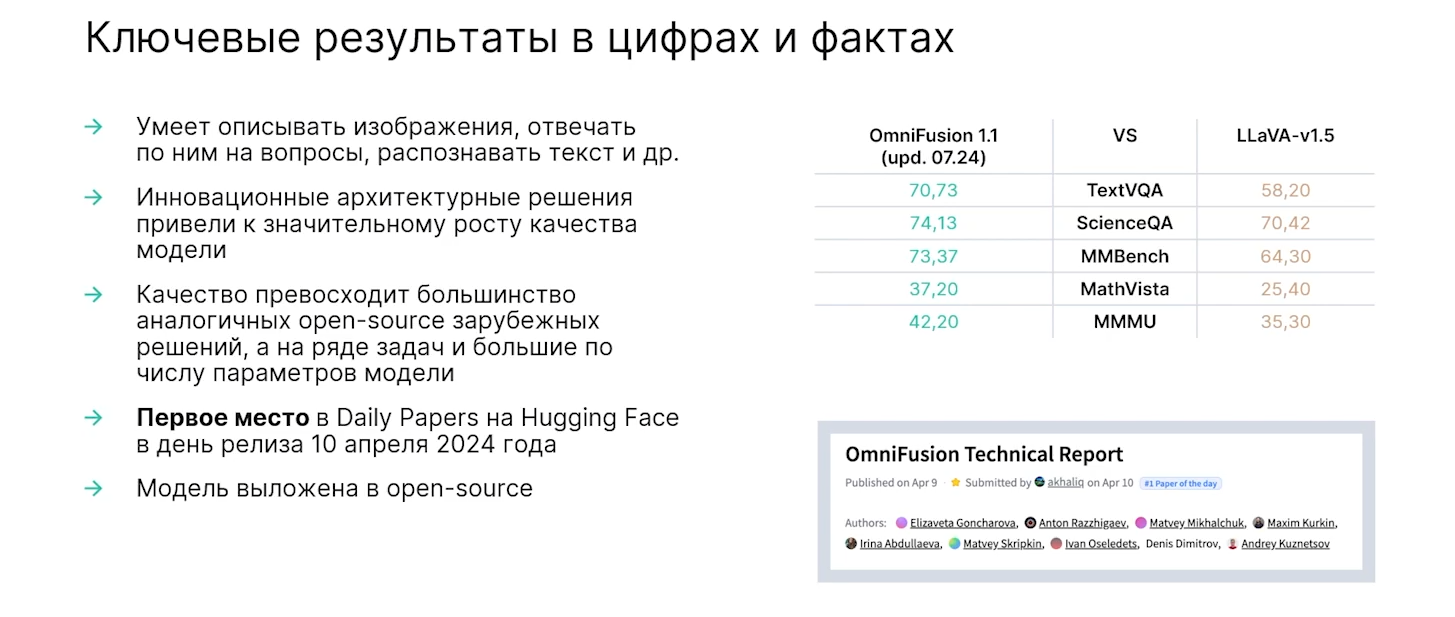 Ключевые результаты в цифрах и фактах
→ Умеет описывать изображения, отвечать
по ним на вопросы, распознавать текст и др.
→ Инновационные архитектурные решения
привели к значительному росту качества
модели
→ Качество превосходит большинство
аналогичных open-source зарубежных
решений, а на ряде задач и большие по
числу параметров модели
→ Первое место в Daily Papers на Hugging Face
в день релиза 10 апреля 2024 года
→ Модель выложена в open-source
OmniFusion 1.1 VS LLaVA-v1.5
(upd. 07.24)
70,73 TextVQA 58,20
74,13 ScienceQA 70,42
73,37 MMBench 64,30
37,20 MathVista 25,40
42,20 MMMU 35,30
OmniFusion Technical Report
Published on Apr 9 · Submitted by akhaliq on Apr 10 #1 Paper of the day
Authors: Elizaveta Goncharova, Anton Razzhigaev, Matvey Mikhalchuk, Maxim Kurkin,
Irina Abdullaeva, Matvey Skripkin, Ivan Oseledets, Denis Dimitrov, Andrey Kuznetsov